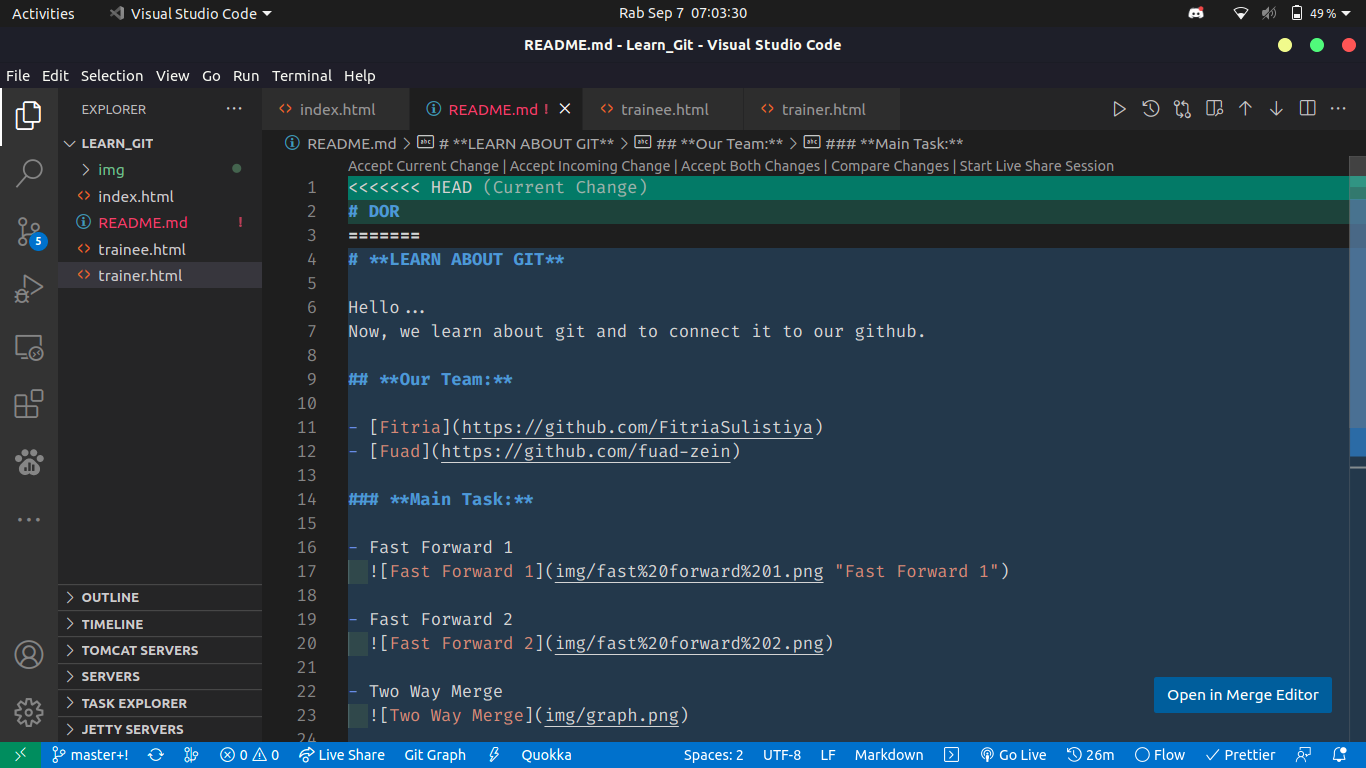 Activities Visual Studio Code Rab Sep 7 07:03:30 49 %
README.md - Learn_Git - Visual Studio Code
File Edit Selection View Go Run Terminal Help
EXPLORER
LEARN_GIT
img
index.html
README.md !
trainee.html
trainer.html
5
OUTLINE
TIMELINE
TOMCAT SERVERS
SERVERS
TASK EXPLORER
JETTY SERVERS
index.html README.md ! trainee.html trainer.html
README.md > # **LEARN ABOUT GIT** > ## **Our Team:** > ### **Main Task:**
Accept Current Change | Accept Incoming Change | Accept Both Changes | Compare Changes | Start Live Share Session
1 <<<<<<< HEAD (Current Change)
2 # DOR
3 =======
4 # **LEARN ABOUT GIT**
5
6 Hello...
7 Now, we learn about git and to connect it to our github.
8
9 ## **Our Team:**
10
11 - [Fitria](https://github.com/FitriaSulistiya)
12 - [Fuad](https://github.com/fuad-zein)
13
14 ### **Main Task:**
15
16 - Fast Forward 1
17 ![Fast Forward 1](img/fast%20forward%201.png "Fast Forward 1")
18
19 - Fast Forward 2
20 ![Fast Forward 2](img/fast%20forward%202.png)
21
22 - Two Way Merge
23 ![Two Way Merge](img/graph.png)
24
Open in Merge Editor
master+! 0 0 Live Share Git Graph Quokka Spaces: 2 UTF-8 LF Markdown Go Live 26m Flow Prettier